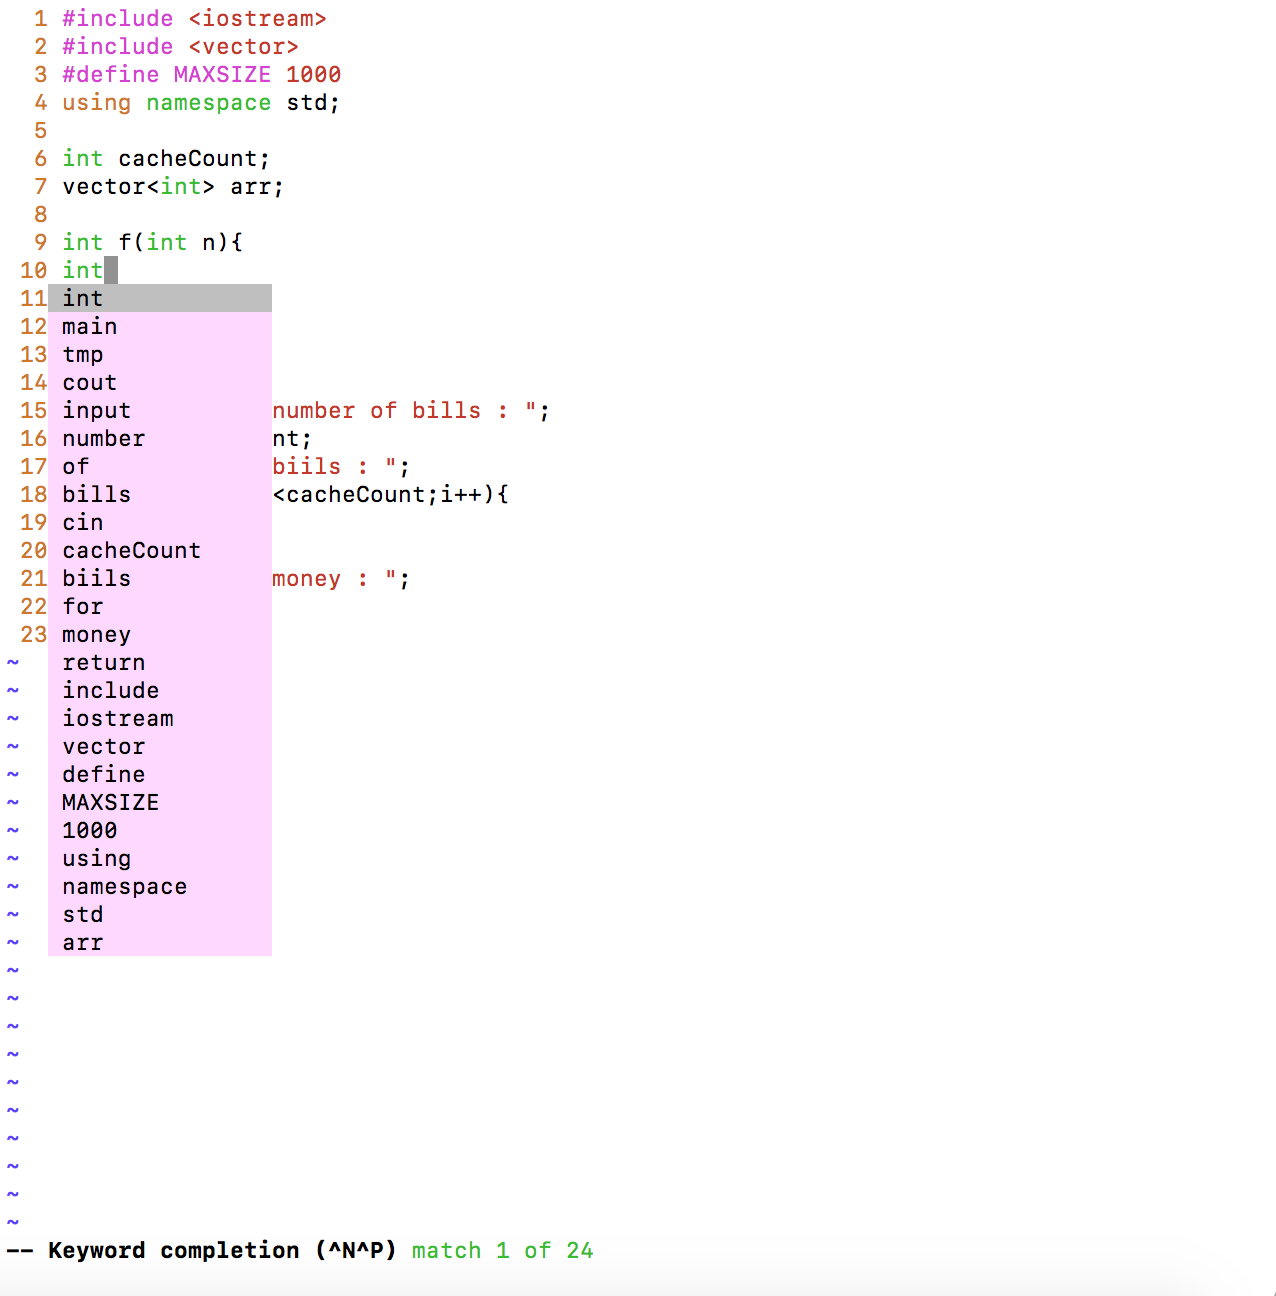 1 #include <iostream>
2 #include <vector>
3 #define MAXSIZE 1000
4 using namespace std;
5
6 int cacheCount;
7 vector<int> arr;
8
9 int f(int n){
10 int
11 int
12 main
13 tmp
14 cout
15 input number of bills : ";
16 number nt;
17 of biils : ";
18 bills <cacheCount;i++){
19 cin
20 cacheCount
21 biils money : ";
22 for
23 money
~ return
~ include
~ iostream
~ vector
~ define
~ MAXSIZE
~ 1000
~ using
~ namespace
~ std
~ arr
~
~
~
~
~
~
~
~
~
~
-- Keyword completion (^N^P) match 1 of 24